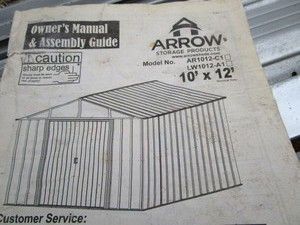 Owner's Manual
& Assembly Guide
caution
sharp edges
ARROW
STORAGE PRODUCTS
Model No. AR1012-C1
LW1012-A1
10' x 12'
Customer Service: